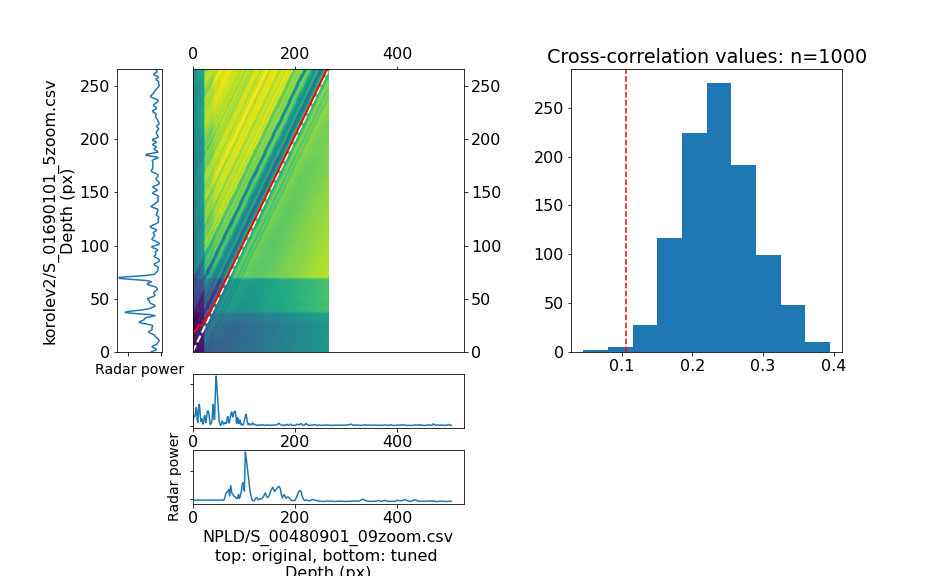 0 200 400
Cross-correlation values: n=1000
korolev2/S_01690101_5zoom.csv
Depth (px)
250
200
150
100
50
0
250
200
150
100
50
0
250
200
150
100
50
0
0.1 0.2 0.3 0.4
Radar power
0 200 400
Radar power
0 200 400
NPLD/S_00480901_09zoom.csv
top: original, bottom: tuned
Depth (px)